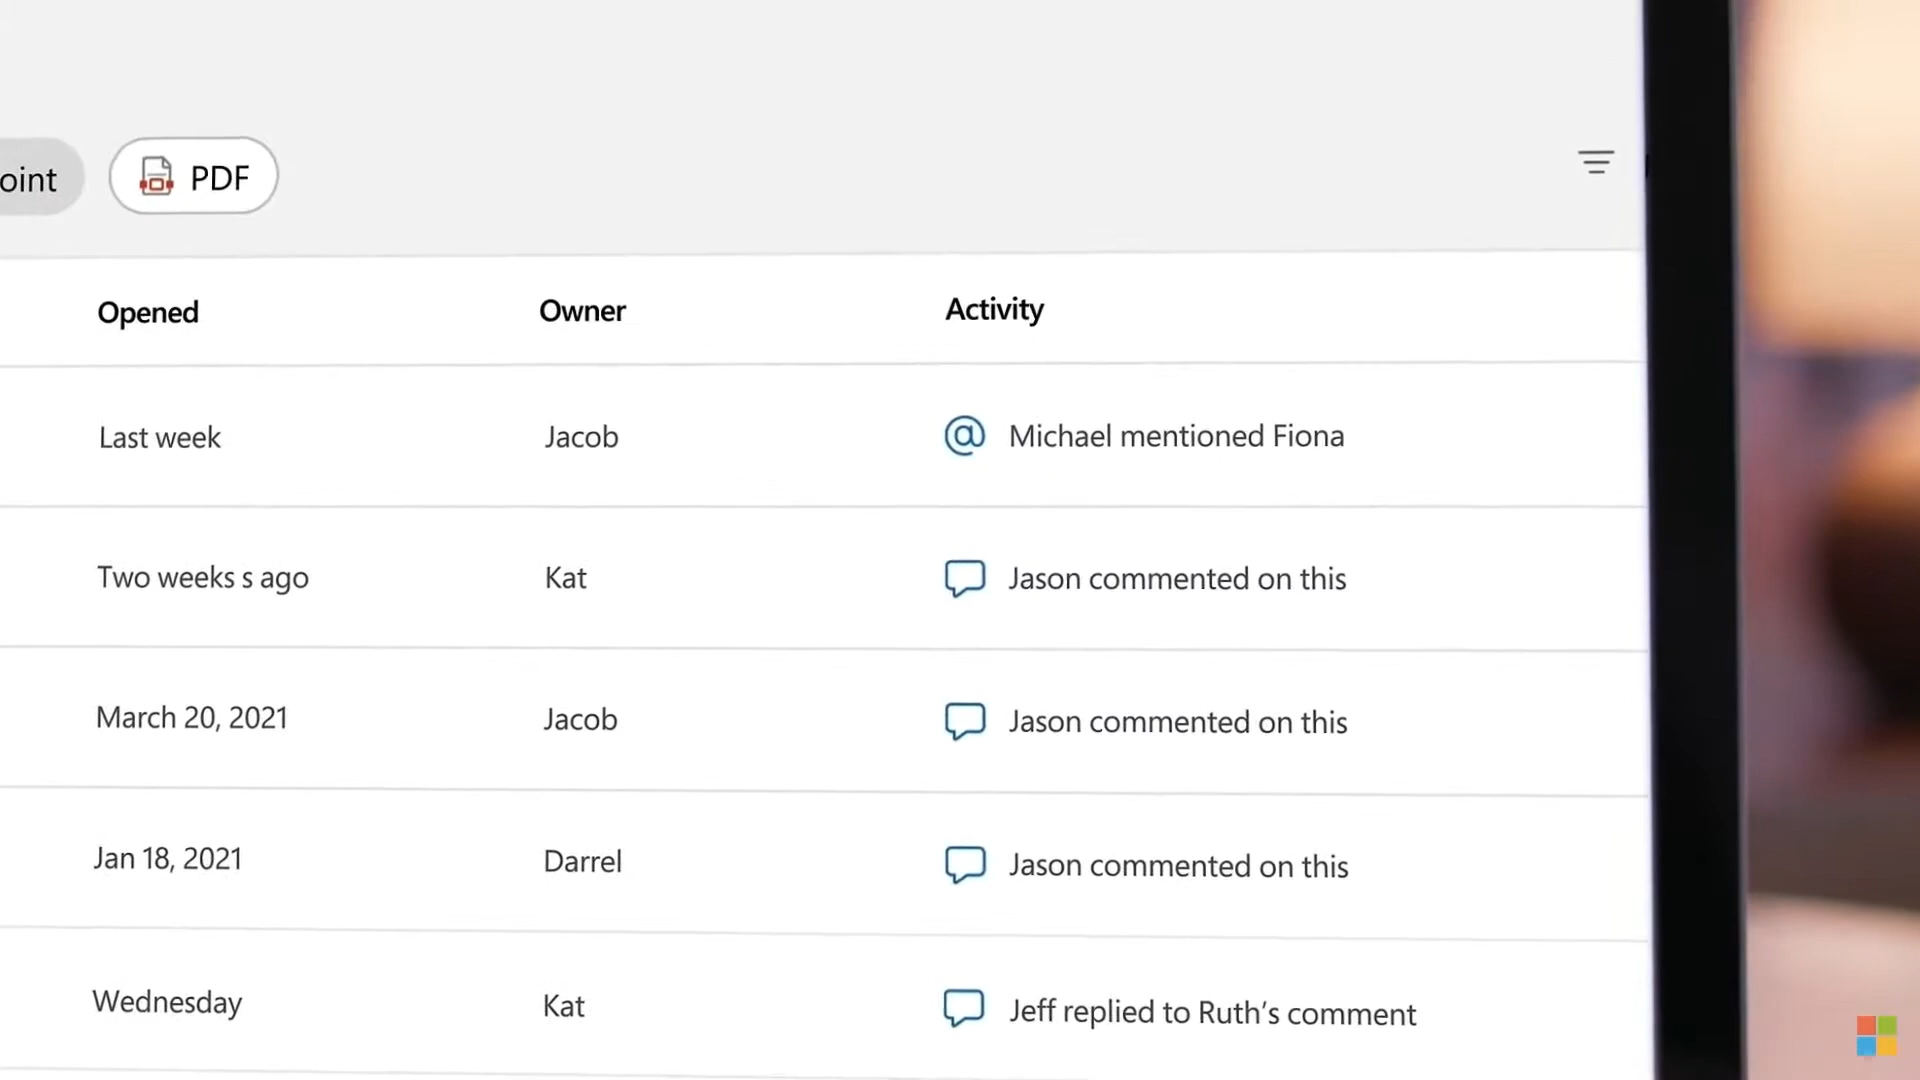 oint
PDF
Opened Owner Activity
Last week Jacob Michael mentioned Fiona
Two weeks s ago Kat Jason commented on this
March 20, 2021 Jacob Jason commented on this
Jan 18, 2021 Darrel Jason commented on this
Wednesday Kat Jeff replied to Ruth’s comment